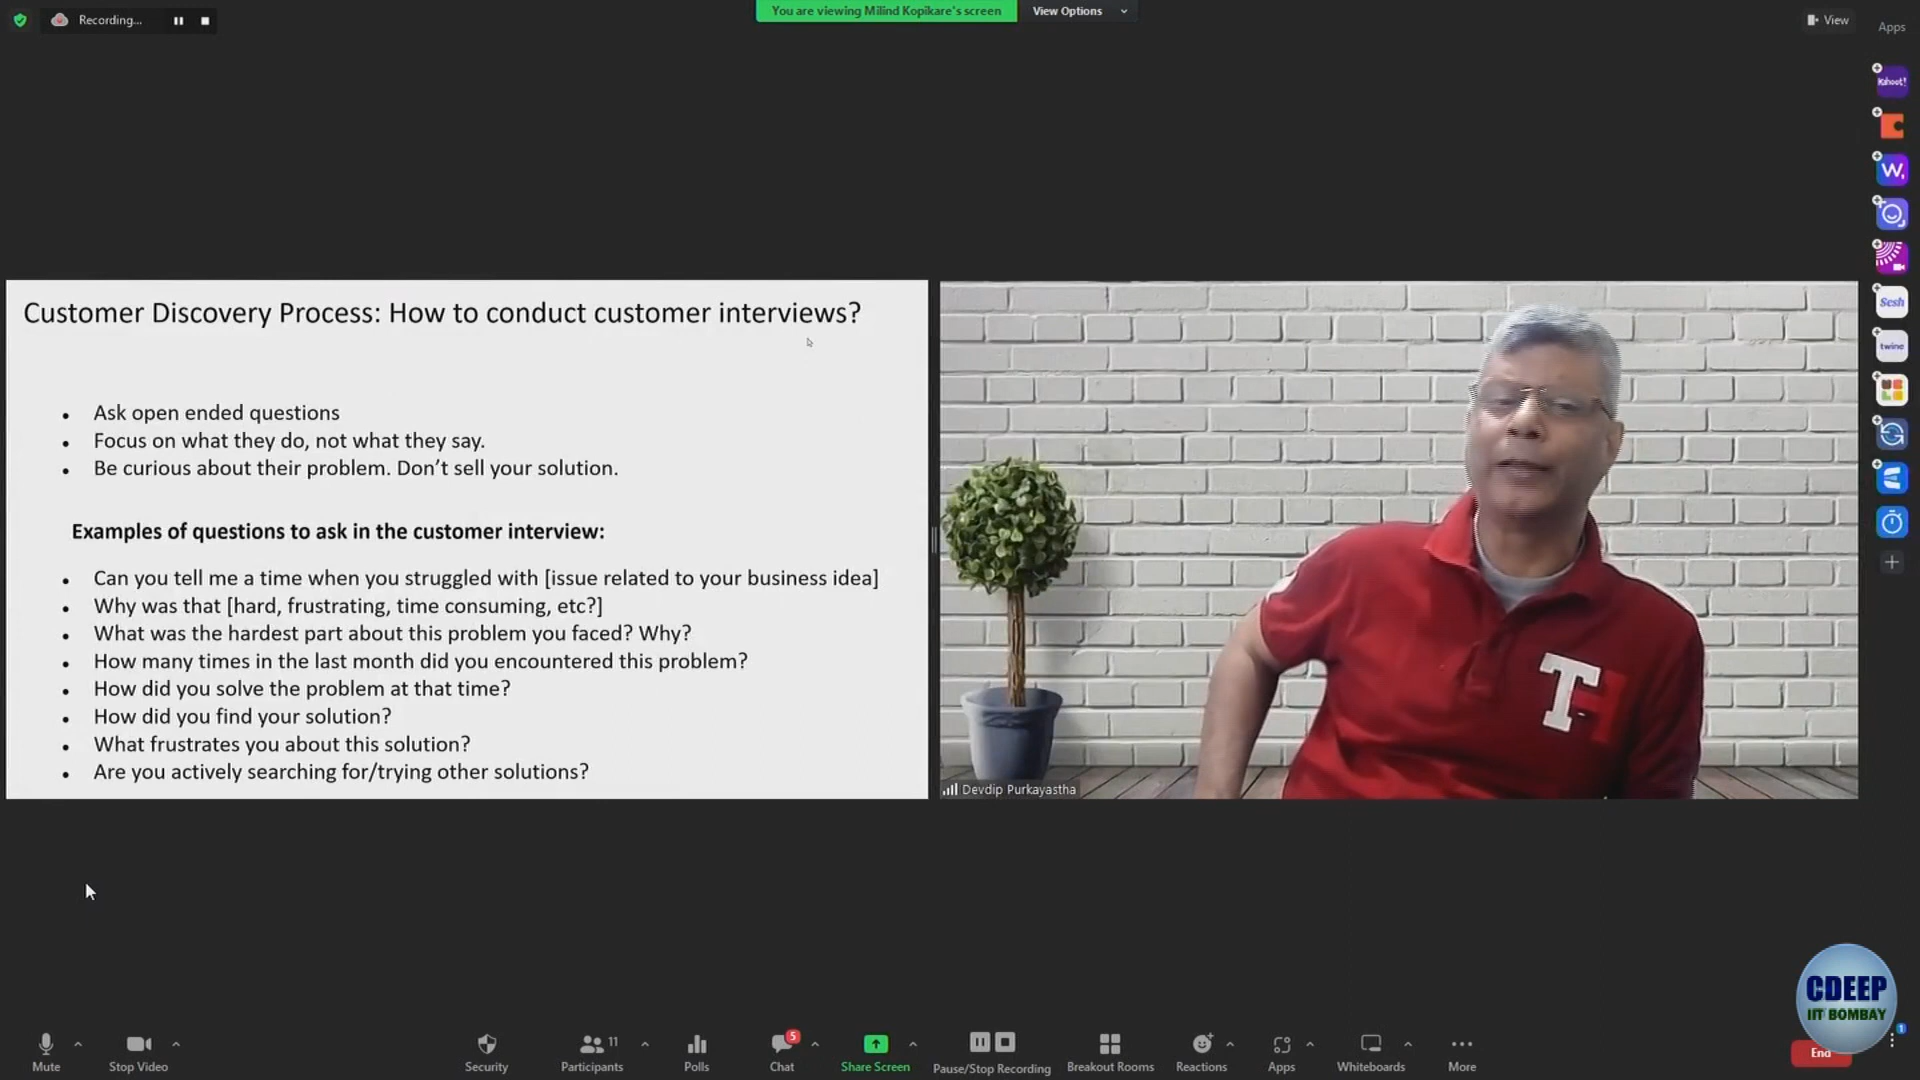 Recording...
You are viewing Milind Kopikare's screen
View Options
View
Apps
Kahoot!
W,
Sesh
twine
Customer Discovery Process: How to conduct customer interviews?
• Ask open ended questions
• Focus on what they do, not what they say.
• Be curious about their problem. Don't sell your solution.
Examples of questions to ask in the customer interview:
• Can you tell me a time when you struggled with [issue related to your business idea]
• Why was that [hard, frustrating, time consuming, etc?]
• What was the hardest part about this problem you faced? Why?
• How many times in the last month did you encountered this problem?
• How did you solve the problem at that time?
• How did you find your solution?
• What frustrates you about this solution?
• Are you actively searching for/trying other solutions?
TH
Devdip Purkayastha
CDEEP
IIT BOMBAY
Mute
Stop Video
Security
Participants
11
Polls
Chat
5
Share Screen
Pause/Stop Recording
Breakout Rooms
Reactions
Apps
Whiteboards
More
1
End